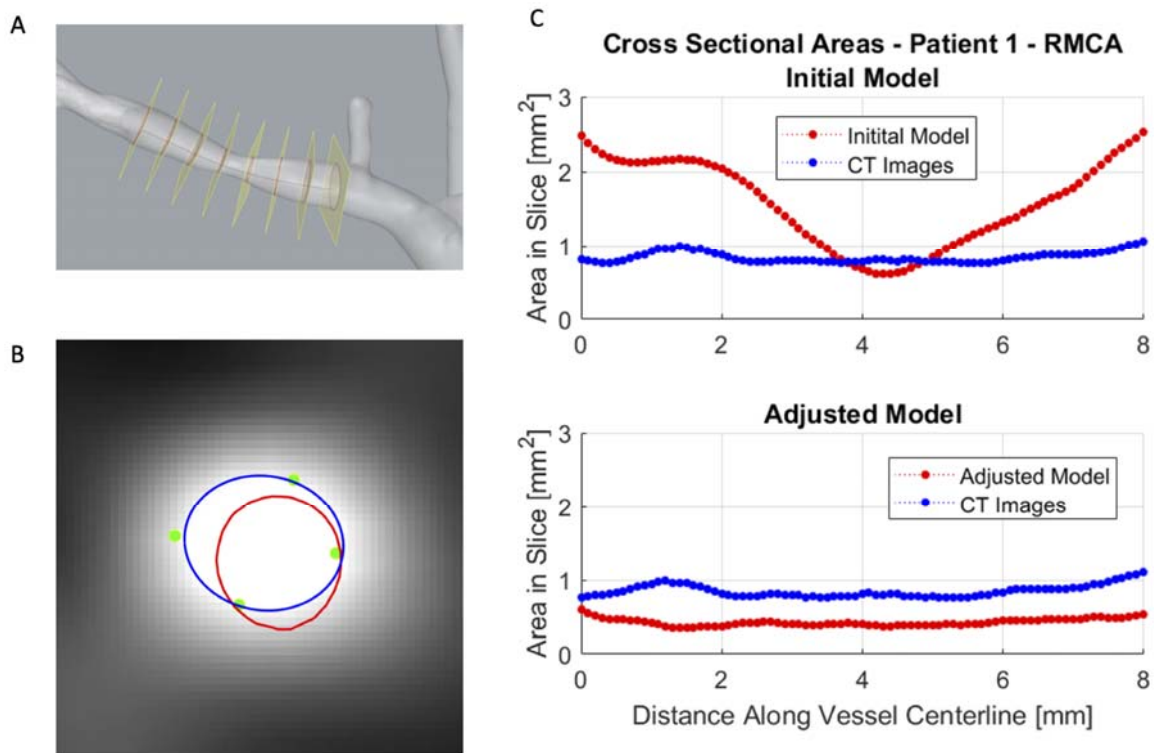 A
B
C
Cross Sectional Areas - Patient 1 - RMCA
Initial Model
Area in Slice [mm²]
3
2
1
0
Initital Model
CT Images
0 2 4 6 8
Adjusted Model
Area in Slice [mm²]
3
2
1
0
Adjusted Model
CT Images
0 2 4 6 8
Distance Along Vessel Centerline [mm]